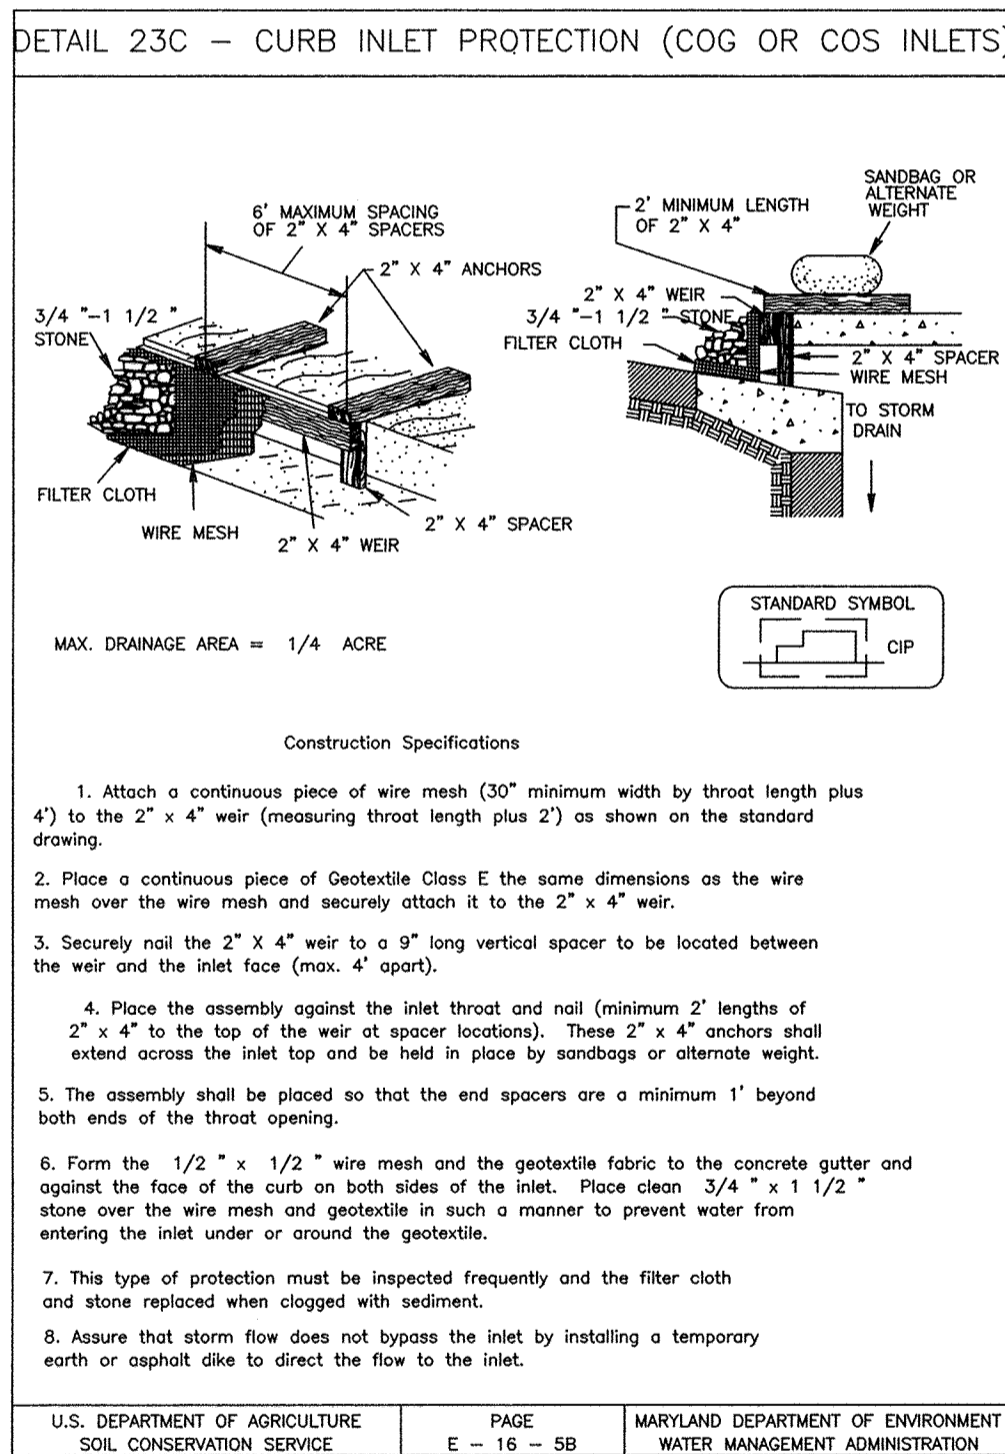 DETAIL 23C – CURB INLET PROTECTION (COG OR COS INLETS)
6' MAXIMUM SPACING
OF 2" X 4" SPACERS
2" X 4" ANCHORS
3/4 "–1 1/2 "
STONE
FILTER CLOTH
WIRE MESH
2" X 4" WEIR
2" X 4" SPACER
SANDBAG OR
ALTERNATE
WEIGHT
2' MINIMUM LENGTH
OF 2" X 4"
2" X 4" WEIR
3/4 "–1 1/2 " STONE
FILTER CLOTH
2" X 4" SPACER
WIRE MESH
TO STORM
DRAIN
MAX. DRAINAGE AREA = 1/4 ACRE
STANDARD SYMBOL
CIP
Construction Specifications
1. Attach a continuous piece of wire mesh (30" minimum width by throat length plus
4') to the 2" x 4" weir (measuring throat length plus 2') as shown on the standard
drawing.
2. Place a continuous piece of Geotextile Class E the same dimensions as the wire
mesh over the wire mesh and securely attach it to the 2" x 4" weir.
3. Securely nail the 2" X 4" weir to a 9" long vertical spacer to be located between
the weir and the inlet face (max. 4' apart).
4. Place the assembly against the inlet throat and nail (minimum 2' lengths of
2" x 4" to the top of the weir at spacer locations). These 2" x 4" anchors shall
extend across the inlet top and be held in place by sandbags or alternate weight.
5. The assembly shall be placed so that the end spacers are a minimum 1' beyond
both ends of the throat opening.
6. Form the 1/2 " x 1/2 " wire mesh and the geotextile fabric to the concrete gutter and
against the face of the curb on both sides of the inlet. Place clean 3/4 " x 1 1/2 "
stone over the wire mesh and geotextile in such a manner to prevent water from
entering the inlet under or around the geotextile.
7. This type of protection must be inspected frequently and the filter cloth
and stone replaced when clogged with sediment.
8. Assure that storm flow does not bypass the inlet by installing a temporary
earth or asphalt dike to direct the flow to the inlet.
U.S. DEPARTMENT OF AGRICULTURE
SOIL CONSERVATION SERVICE
PAGE
E – 16 – 5B
MARYLAND DEPARTMENT OF ENVIRONMENT
WATER MANAGEMENT ADMINISTRATION